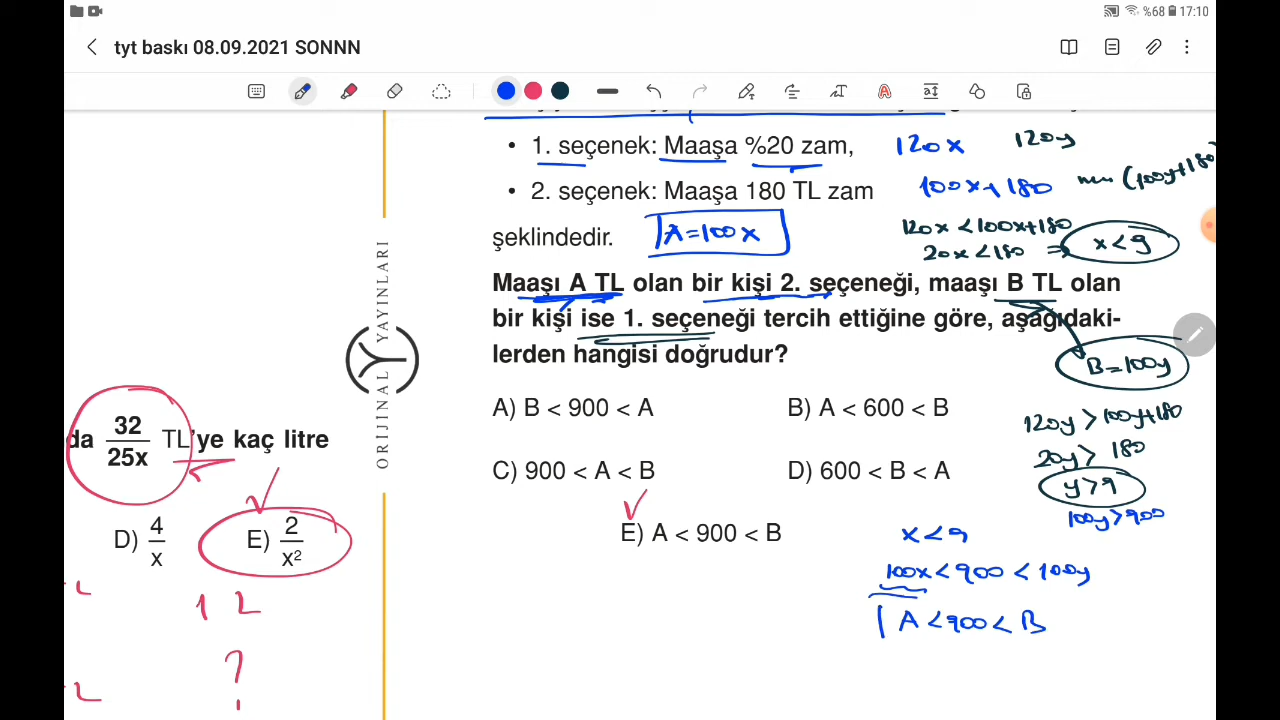 %68 17:10
tyt baskı 08.09.2021 SONNN
• 1. seçenek: Maaşa %20 zam,
120x
120y
• 2. seçenek: Maaşa 180 TL zam
100x+180
(100y+180)
şeklindedir.
A=100x
120x<100x+180
20x<180 ⇒ x<9
Maaşı A TL olan bir kişi 2. seçeneği, maaşı B TL olan
bir kişi ise 1. seçeneği tercih ettiğine göre, aşağıdaki-
lerden hangisi doğrudur?
B=100y
A) B < 900 < A
B) A < 600 < B
C) 900 < A < B
D) 600 < B < A
E) A < 900 < B
120y>100y+180
20y> 180
y>9
100y>900
x<9
100x<900<100y
A<900<B
ORİJİNAL YAYINLARI
da 32/25x TL'ye kaç litre
D) 4/x
E) 2/x²
1 2
?
L
L